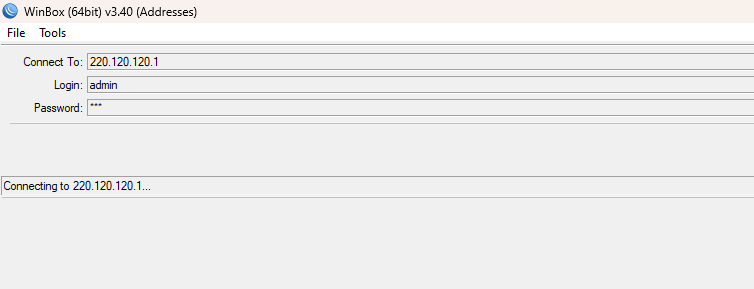 WinBox (64bit) v3.40 (Addresses)
File Tools
Connect To: 220.120.120.1
Login: admin
Password: ***
Connecting to 220.120.120.1...